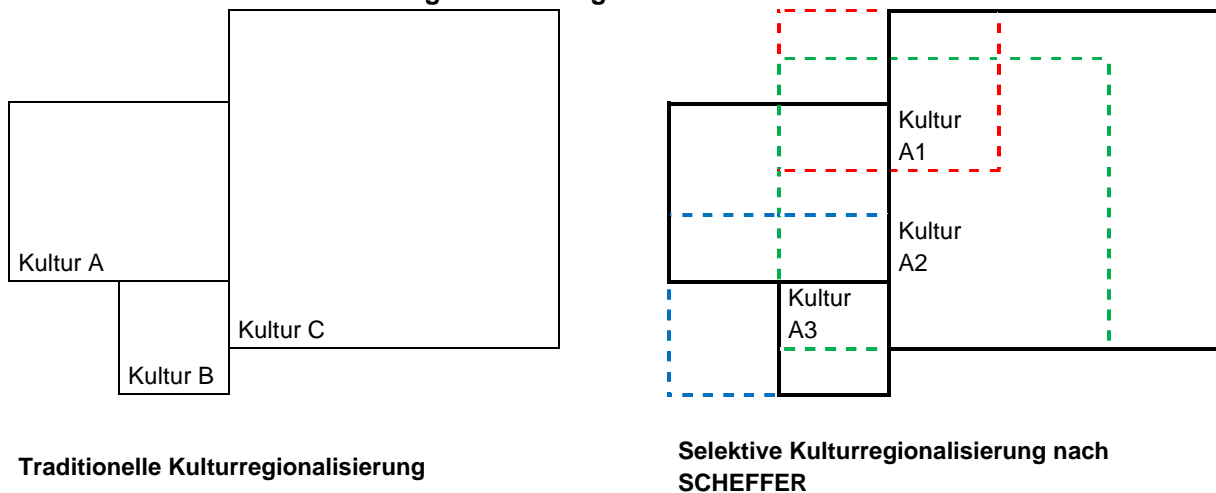 Kultur A
Kultur B
Kultur C
Traditionelle Kulturregionalisierung
Kultur
A1
Kultur
A2
Kultur
A3
Selektive Kulturregionalisierung nach
SCHEFFER